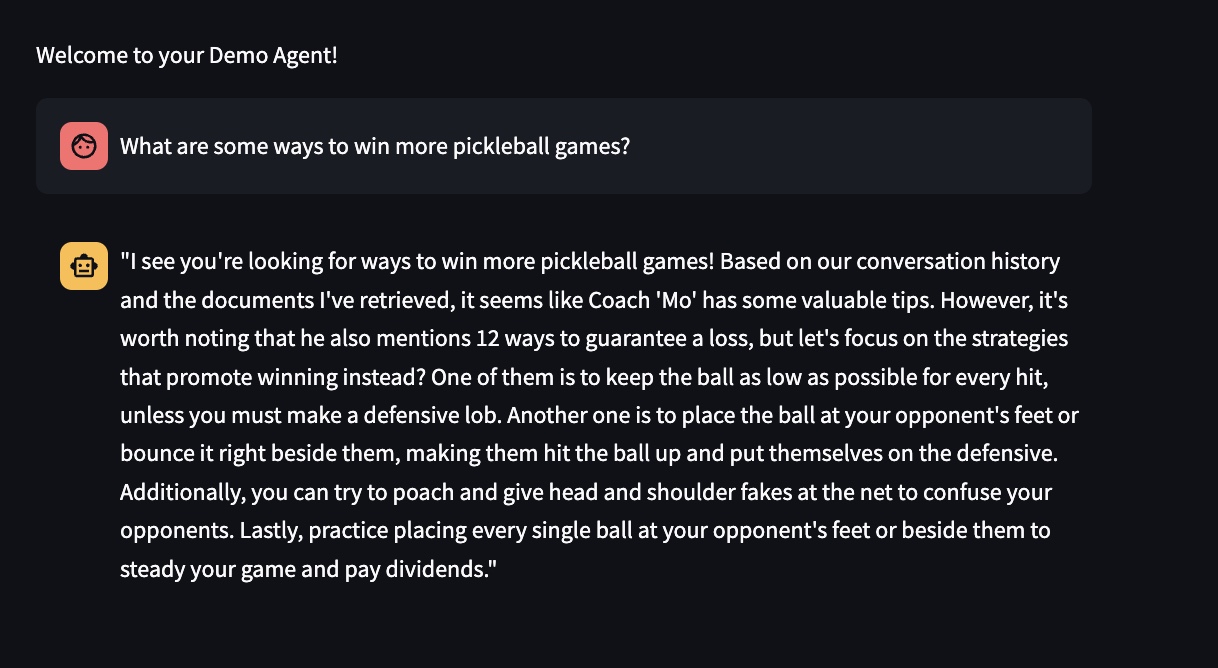 Welcome to your Demo Agent!
What are some ways to win more pickleball games?
"I see you're looking for ways to win more pickleball games! Based on our conversation history
and the documents I've retrieved, it seems like Coach 'Mo' has some valuable tips. However, it's
worth noting that he also mentions 12 ways to guarantee a loss, but let's focus on the strategies
that promote winning instead? One of them is to keep the ball as low as possible for every hit,
unless you must make a defensive lob. Another one is to place the ball at your opponent's feet or
bounce it right beside them, making them hit the ball up and put themselves on the defensive.
Additionally, you can try to poach and give head and shoulder fakes at the net to confuse your
opponents. Lastly, practice placing every single ball at your opponent's feet or beside them to
steady your game and pay dividends."